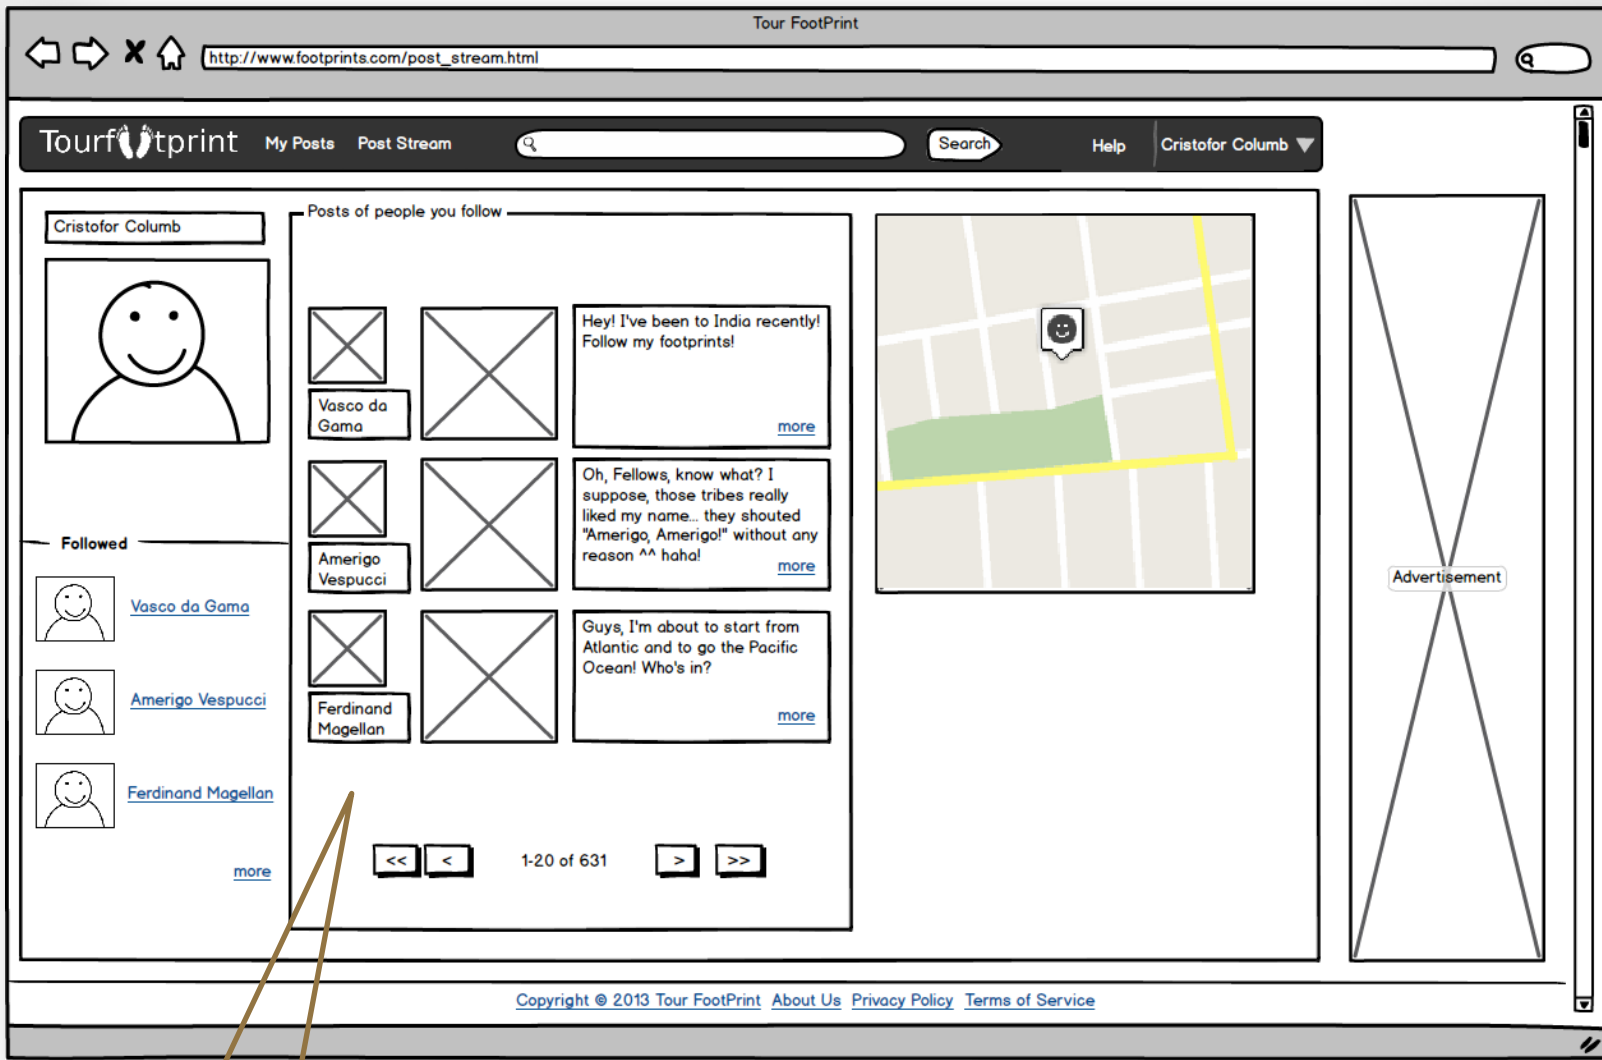 Tour FootPrint
http://www.footprints.com/post_stream.html
Tourf tprint My Posts Post Stream Search Help Cristofor Columb
Cristofor Columb
Followed
Vasco da Gama
Amerigo Vespucci
Ferdinand Magellan
more
Posts of people you follow
Vasco da
Gama
Hey! I've been to India recently!
Follow my footprints!
more
Amerigo
Vespucci
Oh, Fellows, know what? I
suppose, those tribes really
liked my name... they shouted
"Amerigo, Amerigo!" without any
reason ^^ haha!
more
Ferdinand
Magellan
Guys, I'm about to start from
Atlantic and to go the Pacific
Ocean! Who's in?
more
<< < 1-20 of 631 > >>
Advertisement
Copyright © 2013 Tour FootPrint About Us Privacy Policy Terms of Service